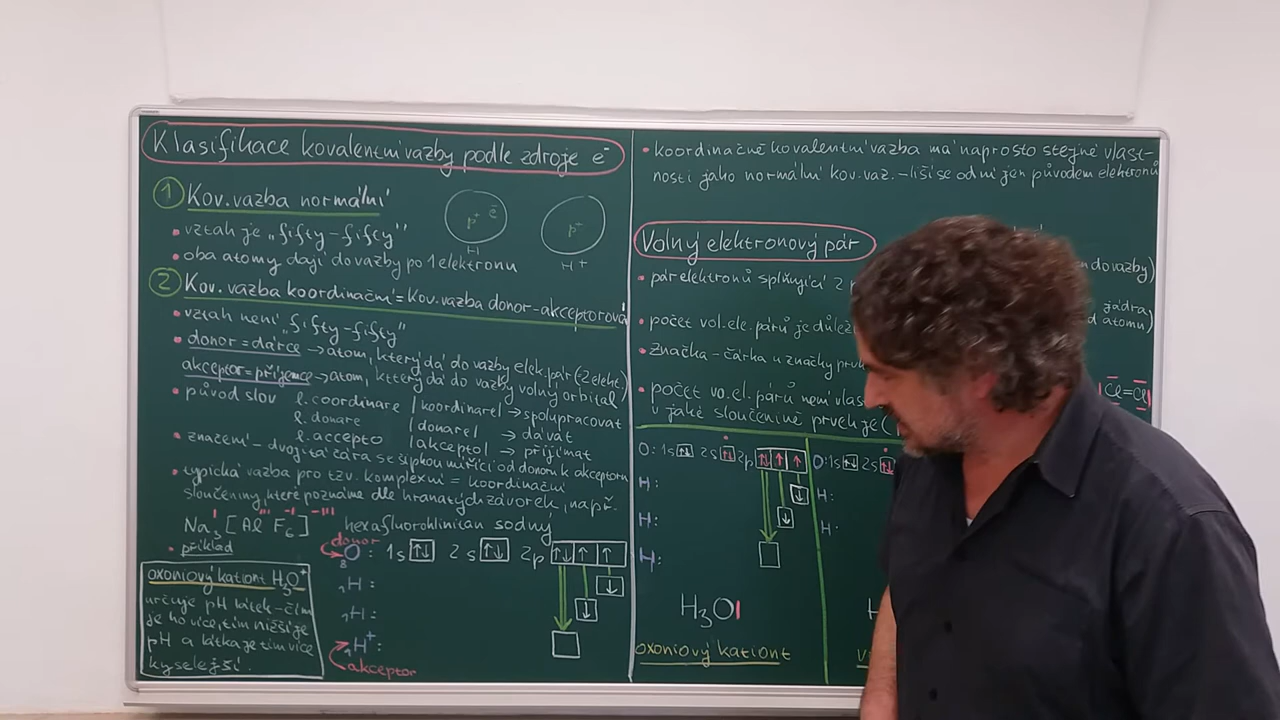 Klasifikace kovalentní vazby podle zdroje e⁻
1 Kov. vazba normální
• vztah je „fifty-fifty"
• oba atomy dají do vazby po 1 elektronu
p⁺ e⁻
H
p⁺
H⁺
2 Kov. vazba koordinační = kov. vazba donor-akceptorová
• vztah není „fifty-fifty"
• donor = dárce → atom, který dá do vazby elek. pár (2 elekt.)
akceptor = příjemce → atom, který dá do vazby volný orbital)
• původ slov l. coordinare /koordinare/ → spolupracovat
l. donare /donare/ → dávat
l. accepto /akcepto/ → přijímat
• značení - dvojitá čára se šipkou mířící od donoru k akceptoru
• typická vazba pro tzv. komplexní = koordinační
sloučeniny, které poznáme dle hranatých závorek, např.
Na₃[AlF₆] hexafluorohlinitan sodný
I III -I -III
• příklad
donor
₈O: 1s ↑↓ 2s ↑↓ 2p ↑↓ ↑ ↑
₁H: ↓
₁H: ↓
₁H⁺:
akceptor
oxoniový kationt H₃O⁺
určuje pH látek - čím
je ho více, tím nižší je
pH a látka je tím více
kyselejší.
• koordinačně kovalentní vazba má naprosto stejné vlast-
nosti jako normální kov. vaz. - liší se od ní jen původem elektronů
Volný elektronový pár
• pár elektronů splňující 2
do vazby)
• počet vol. ele. párů je
jádra
atomu)
• značka - čárka u značky
|Cl=Cl|
• počet vo. el. párů není
v jaké sloučenině prvek je (
O: 1s ↑↓ 2s ↑↓ 2p ↑↓ ↑ ↑
H: ↓
H: ↓
H:
H₃O|
oxoniový kationt
O: 1s ↑↓ 2s ↑↓
H:
H:
H